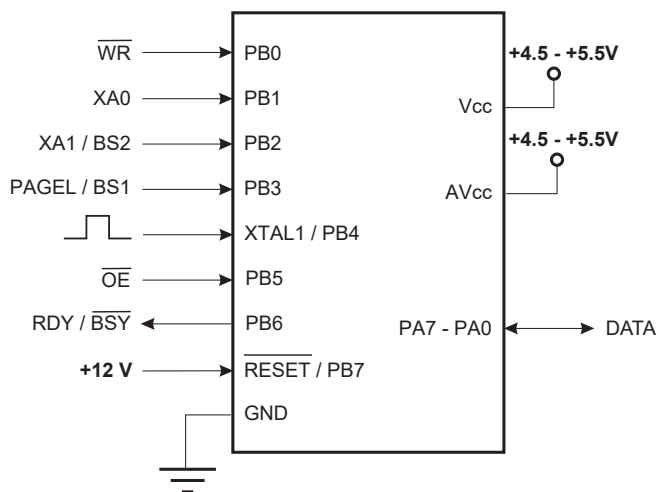 WR PB0 +4.5 - +5.5V
XA0 PB1 Vcc
XA1 / BS2 PB2 +4.5 - +5.5V
PAGEL / BS1 PB3 AVcc
XTAL1 / PB4
OE PB5
RDY / BSY PB6 PA7 - PA0 DATA
+12 V RESET / PB7
GND